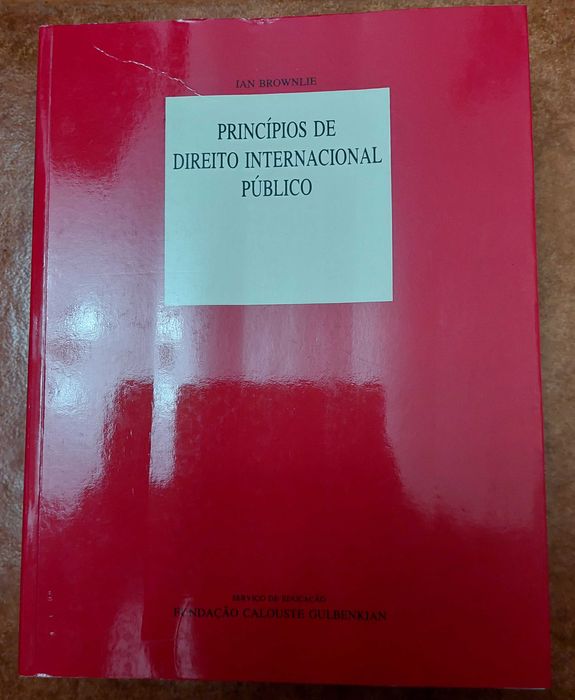 IAN BROWNLIE
PRINCÍPIOS DE
DIREITO INTERNACIONAL
PÚBLICO
SERVIÇO DE EDUCAÇÃO
FUNDAÇÃO CALOUSTE GULBENKIAN